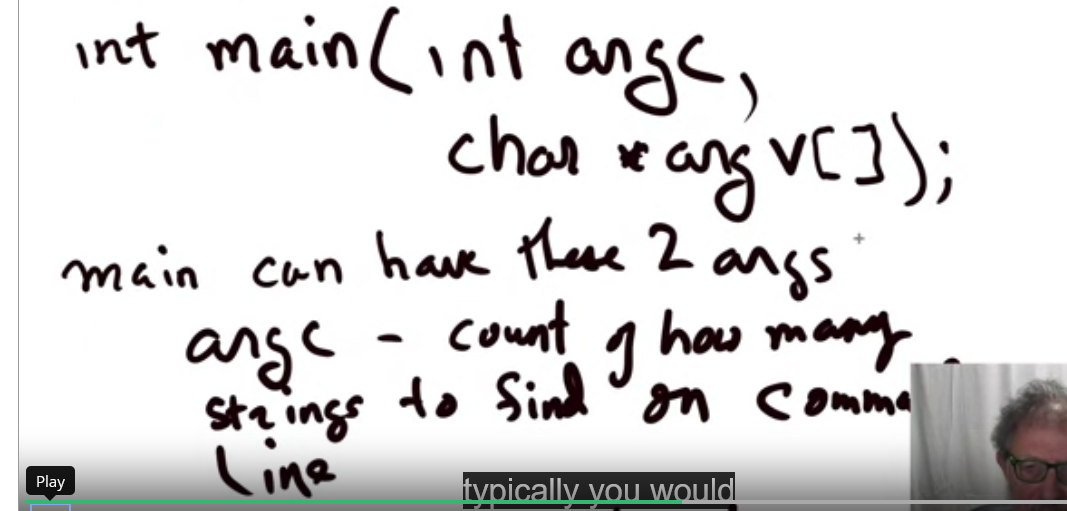 int main(int argc,
char *argv[]);
main can have these 2 args
argc - count of how many
strings to find on comma
line
Play
typically you would